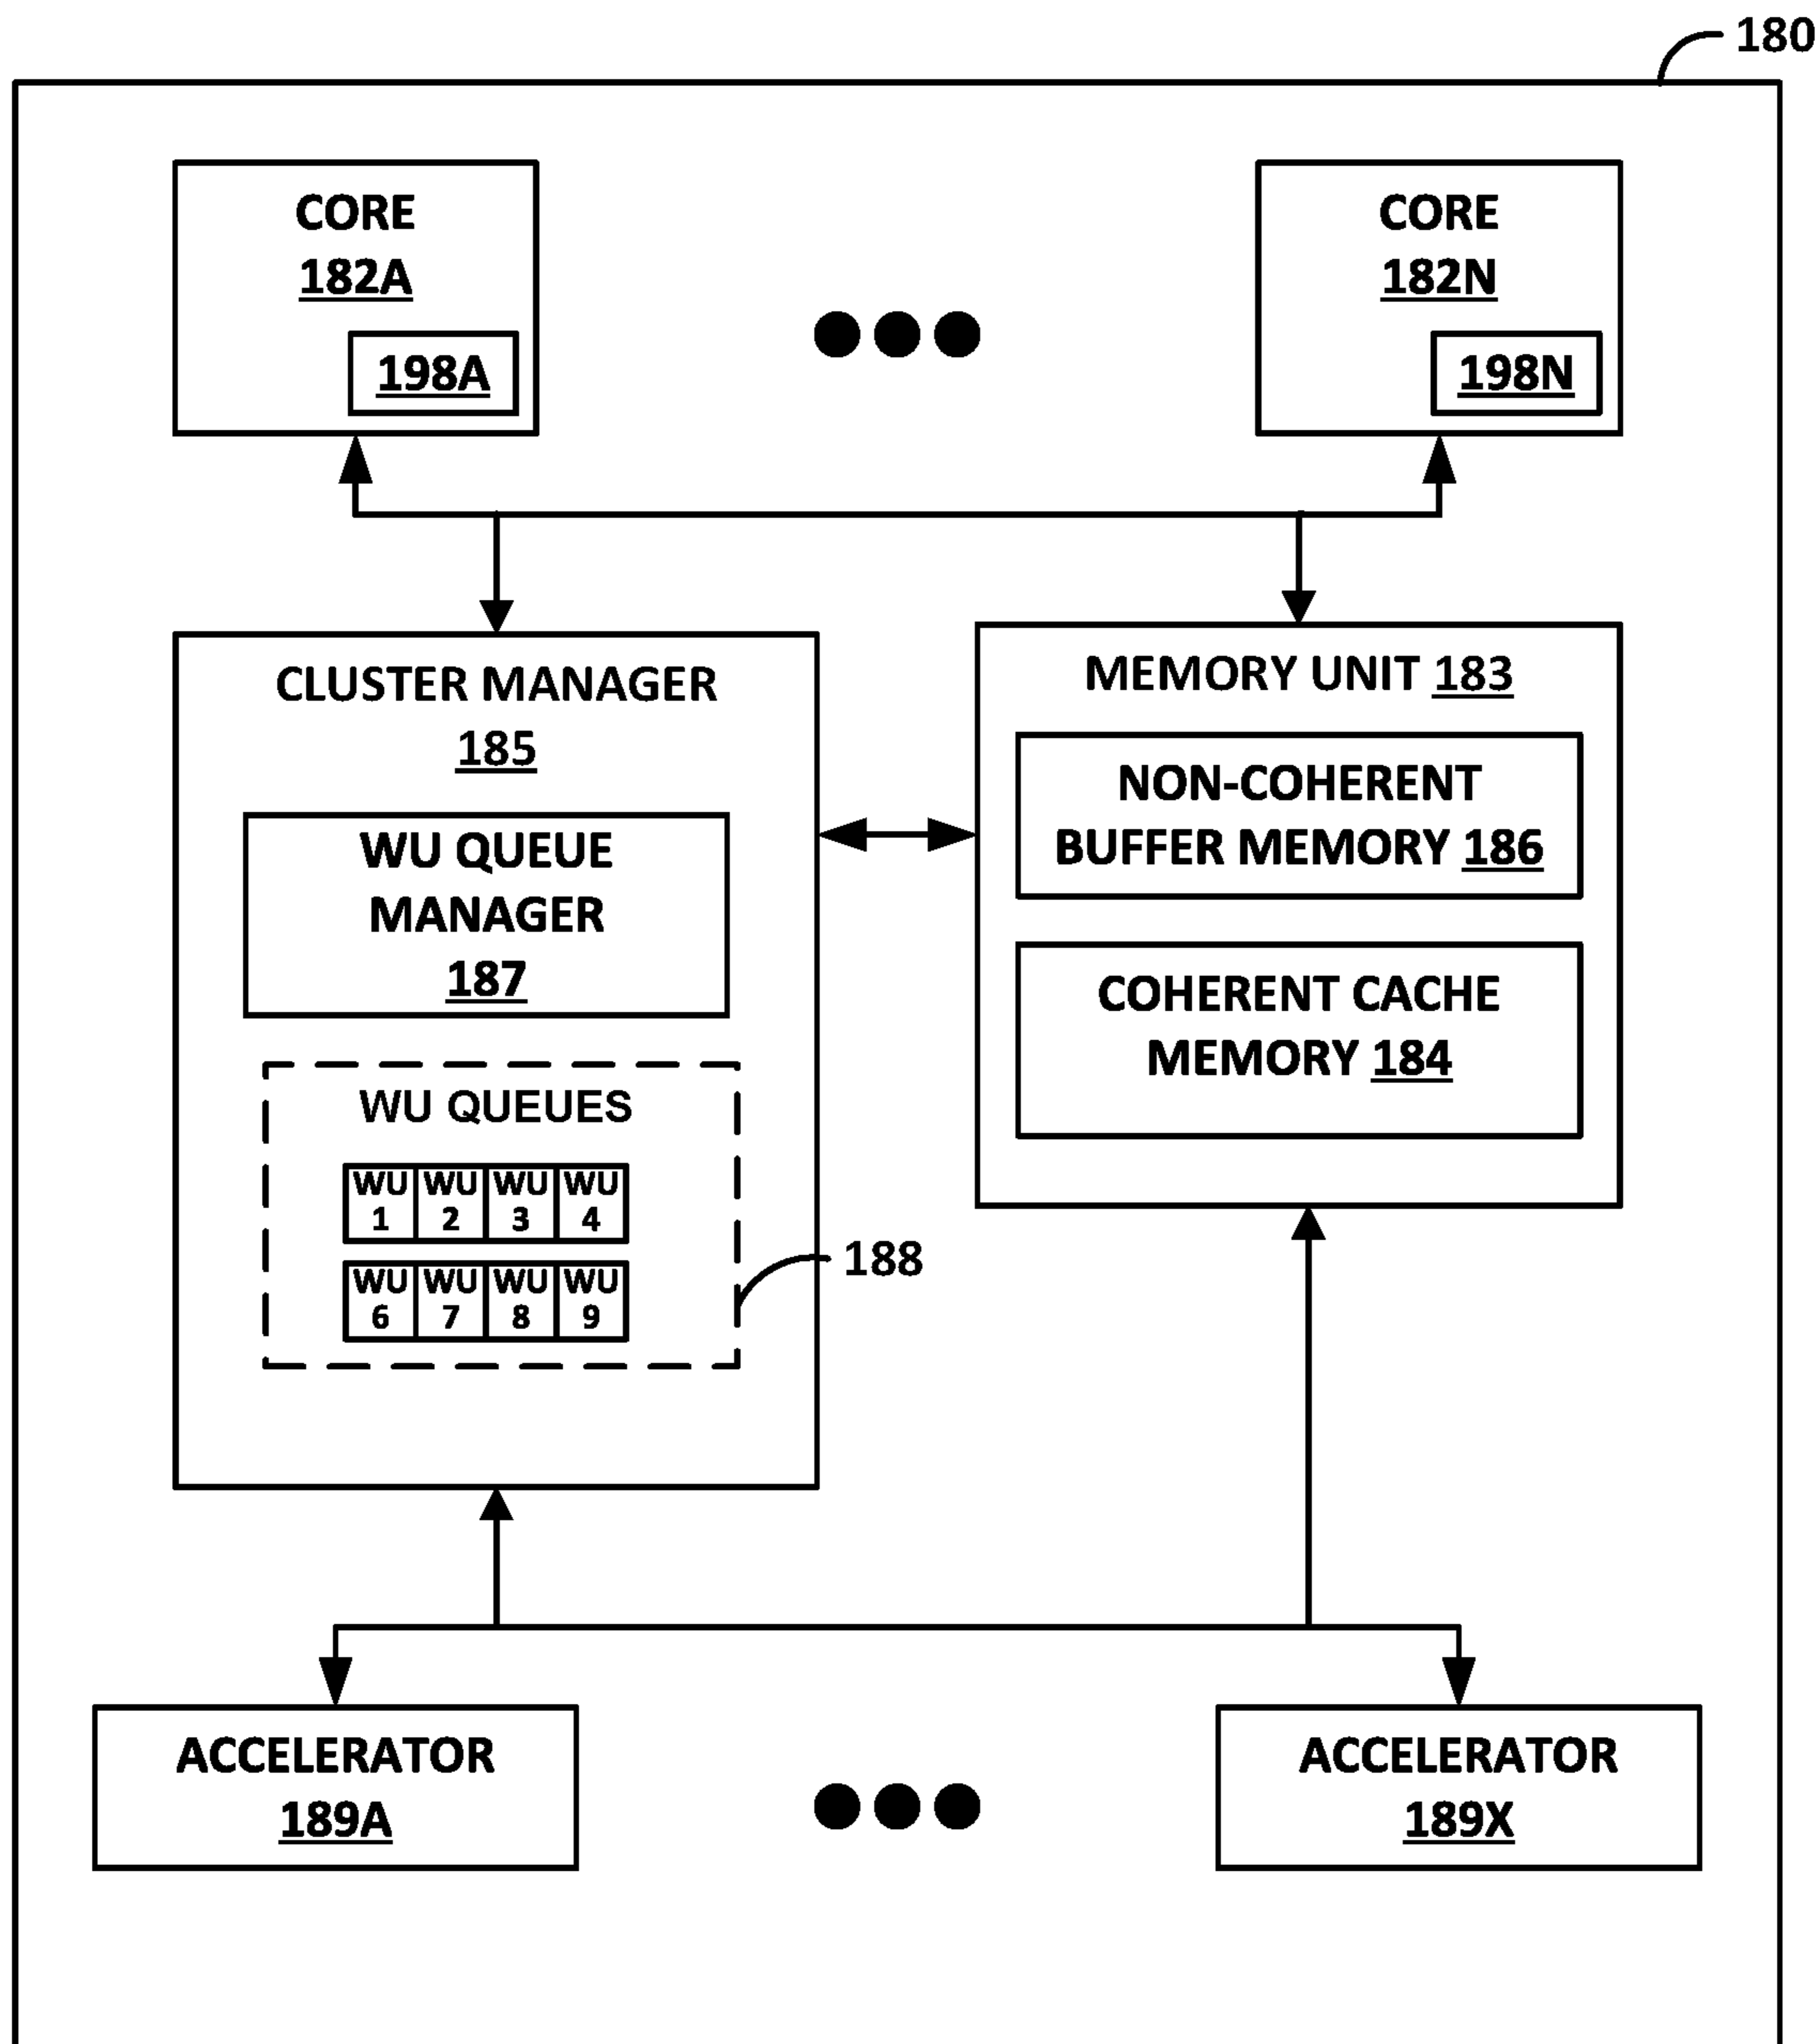 180
CORE
182A
198A
CORE
182N
198N
CLUSTER MANAGER
185
WU QUEUE
MANAGER
187
WU QUEUES
WU 1
WU 2
WU 3
WU 4
WU 6
WU 7
WU 8
WU 9
188
MEMORY UNIT 183
NON-COHERENT
BUFFER MEMORY 186
COHERENT CACHE
MEMORY 184
ACCELERATOR
189A
ACCELERATOR
189X